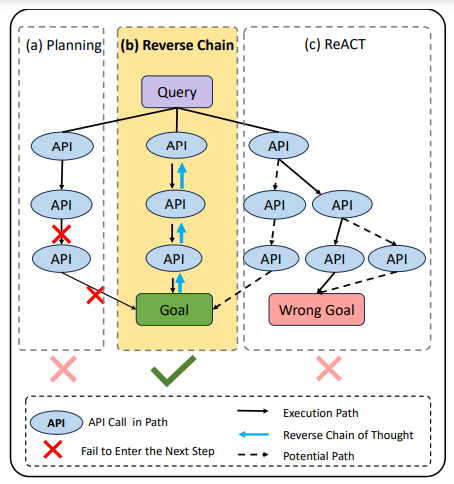 (a) Planning (b) Reverse Chain (c) ReACT
Query
API API API
API API API API
API API API API API
Goal Wrong Goal
API API Call in Path Execution Path
Reverse Chain of Thought
Fail to Enter the Next Step Potential Path